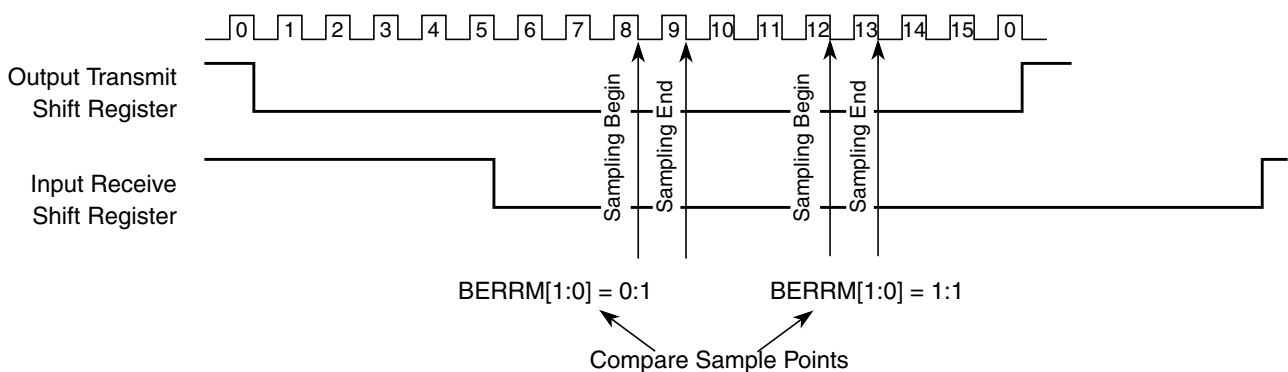 0 1 2 3 4 5 6 7 8 9 10 11 12 13 14 15 0
Output Transmit
Shift Register
Input Receive
Shift Register
Sampling Begin
Sampling End
Sampling Begin
Sampling End
BERRM[1:0] = 0:1
BERRM[1:0] = 1:1
Compare Sample Points